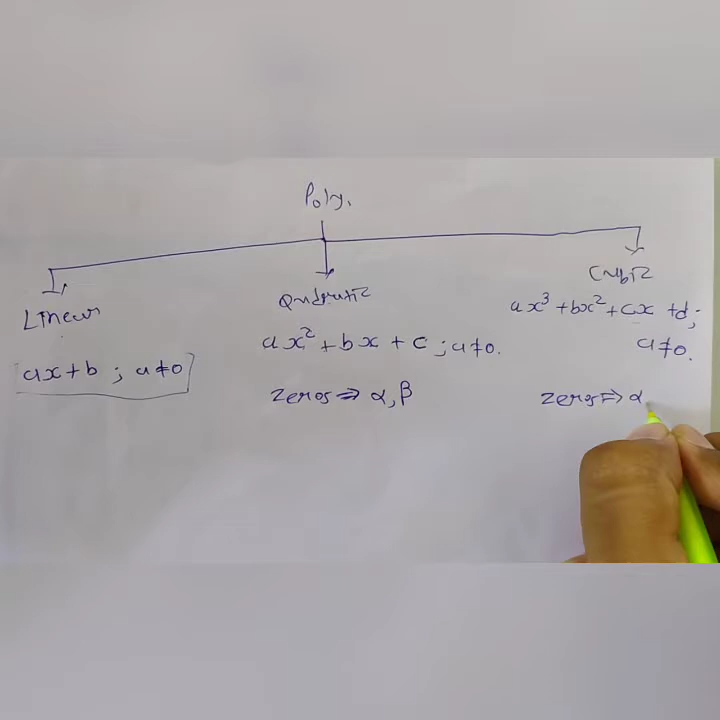 Poly.
Linear
ax+b ; a≠0
Quadratic
ax²+bx+c ; a≠0.
zeros⇒ α, β
Cubic
ax³+bx²+cx+d;
a≠0.
zeros⇒ α